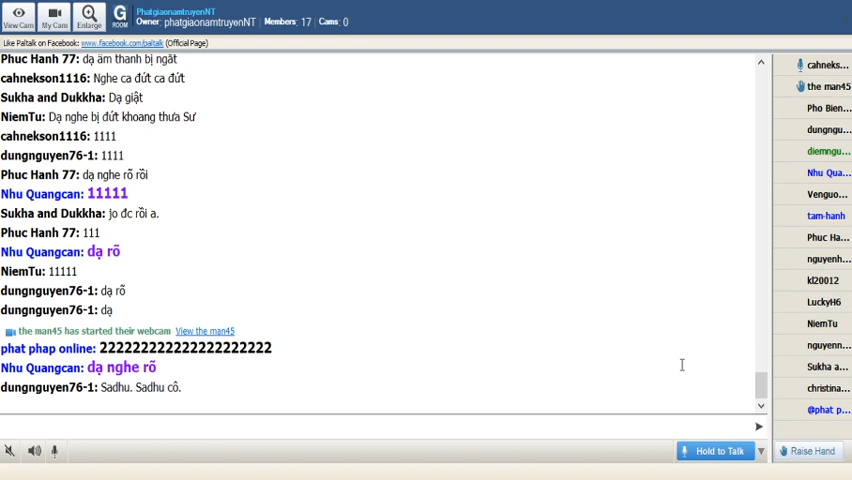 PhatgiaonamtruyenNT
Owner: phatgiaonamtruyenNT Members: 17 Cams: 0
View Cam My Cam Enlarge G ROOM
Like Paltalk on Facebook: www.facebook.com/paltalk (Official Page)
Phuc Hanh 77: dạ âm thanh bị ngăt
cahnekson1116: Nghe ca đứt ca đứt
Sukha and Dukkha: Dạ giật
NiemTu: Dạ nghe bị đứt khoang thưa Sư
cahnekson1116: 1111
dungnguyen76-1: 1111
Phuc Hanh 77: dạ nghe rõ rồi
Nhu Quangcan: 11111
Sukha and Dukkha: jo đc rồi a.
Phuc Hanh 77: 111
Nhu Quangcan: dạ rõ
NiemTu: 11111
dungnguyen76-1: dạ rõ
dungnguyen76-1: dạ
the man45 has started their webcam View the man45
phat phap online: 2222222222222222222222
Nhu Quangcan: dạ nghe rõ
dungnguyen76-1: Sadhu. Sadhu cô.
cahneks...
the man45
Pho Bien...
dungngu...
diemngu...
Nhu Qua...
Venguo...
tam-hanh
Phuc Ha...
nguyenh...
kl20012
LuckyH6
NiemTu
nguyenn...
Sukha a...
christina...
@phat p...
Hold to Talk
Raise Hand